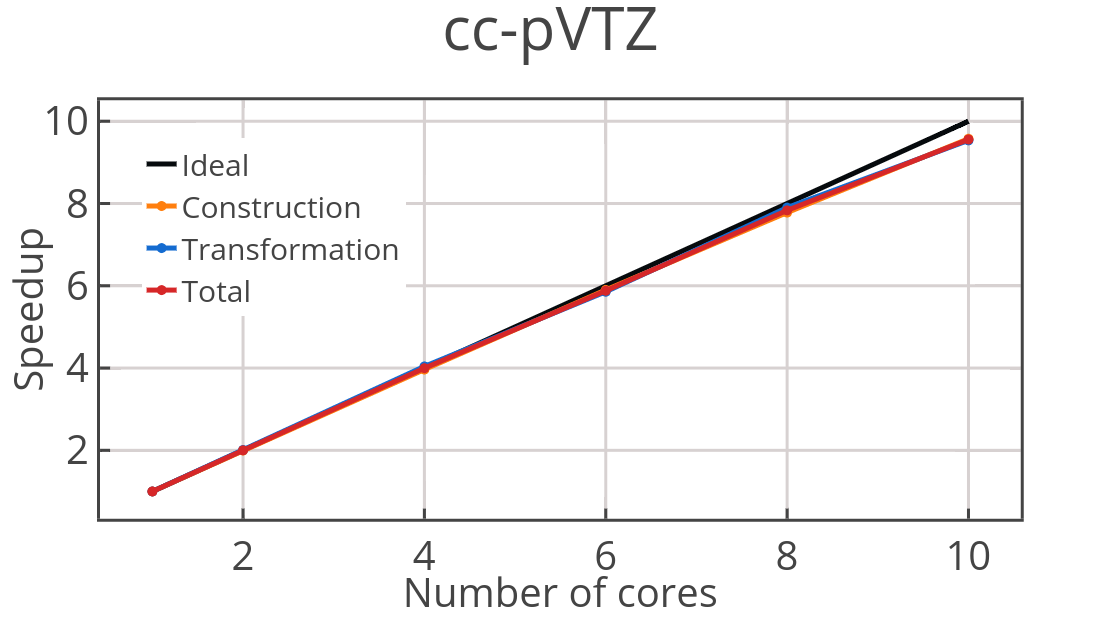 cc-pVTZ
10
8
6
4
2
Speedup
Ideal
Construction
Transformation
Total
2 4 6 8 10
Number of cores